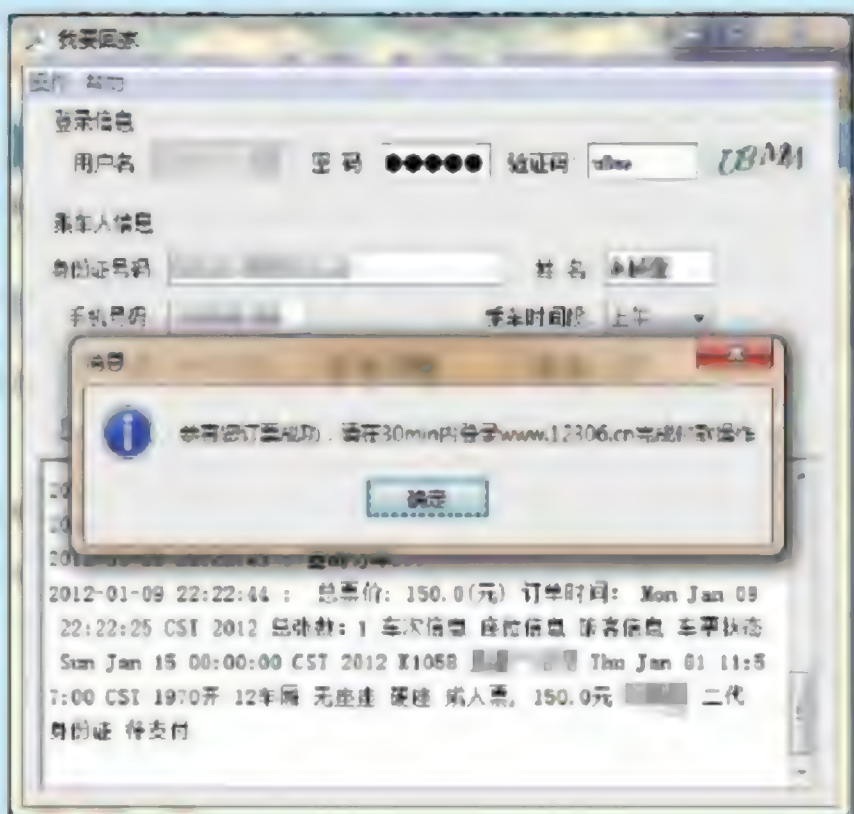 我要回家
操作 帮助
登录信息
用户名 密 码 ●●●●● 验证码
乘车人信息
身份证号码 姓 名
手机号码 乘车时间段 上午
消息
恭喜您订票成功，请在30min内登录www.12306.cn完成付款操作
确定
2012-01-09 22:22:44 : 总票价: 150.0(元) 订单时间: Mon Jan 09
22:22:25 CST 2012 总张数: 1 车次信息 席位信息 旅客信息 车票状态
Sun Jan 15 00:00:00 CST 2012 K1058 Thu Jan 01 11:5
7:00 CST 1970开 12车厢 无座 硬座 成人票, 150.0元 二代
身份证 待支付